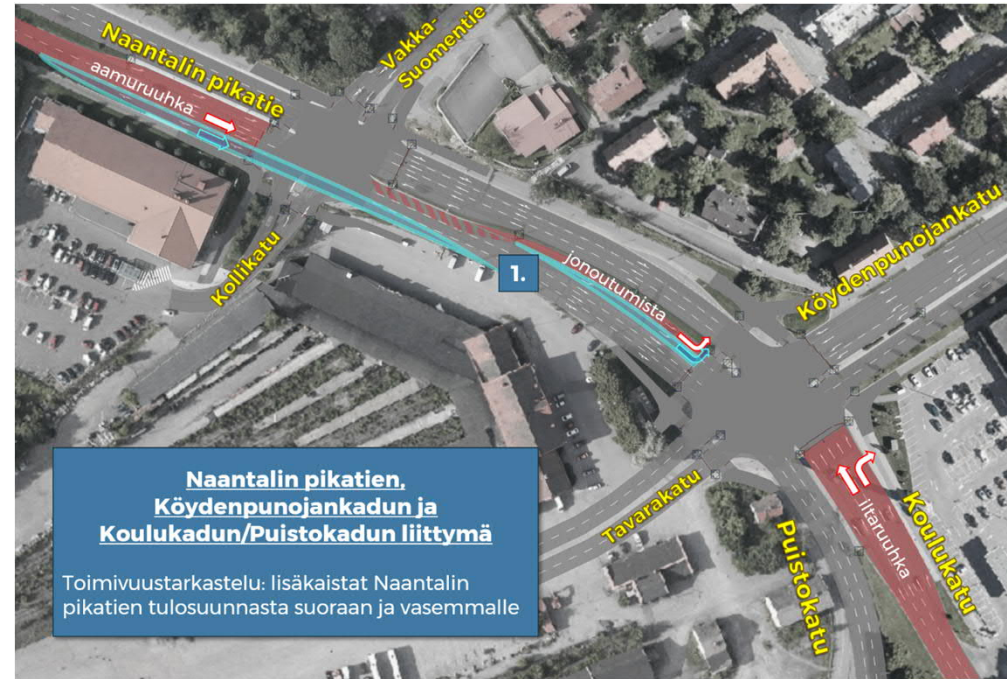 Naantalin pikatie
Vakka-
Suomentie
aamuruuhka
Kollikatu
1.
jonoutumista
Köydenpunojankatu
Naantalin pikatien,
Köydenpunojankadun ja
Koulukadun/Puistokadun liittymä
Toimivuustarkastelu: lisäkaistat Naantalin
pikatien tulosuunnasta suoraan ja vasemmalle
Tavarakatu
Puistokatu
iltaruuhka
Koulukatu